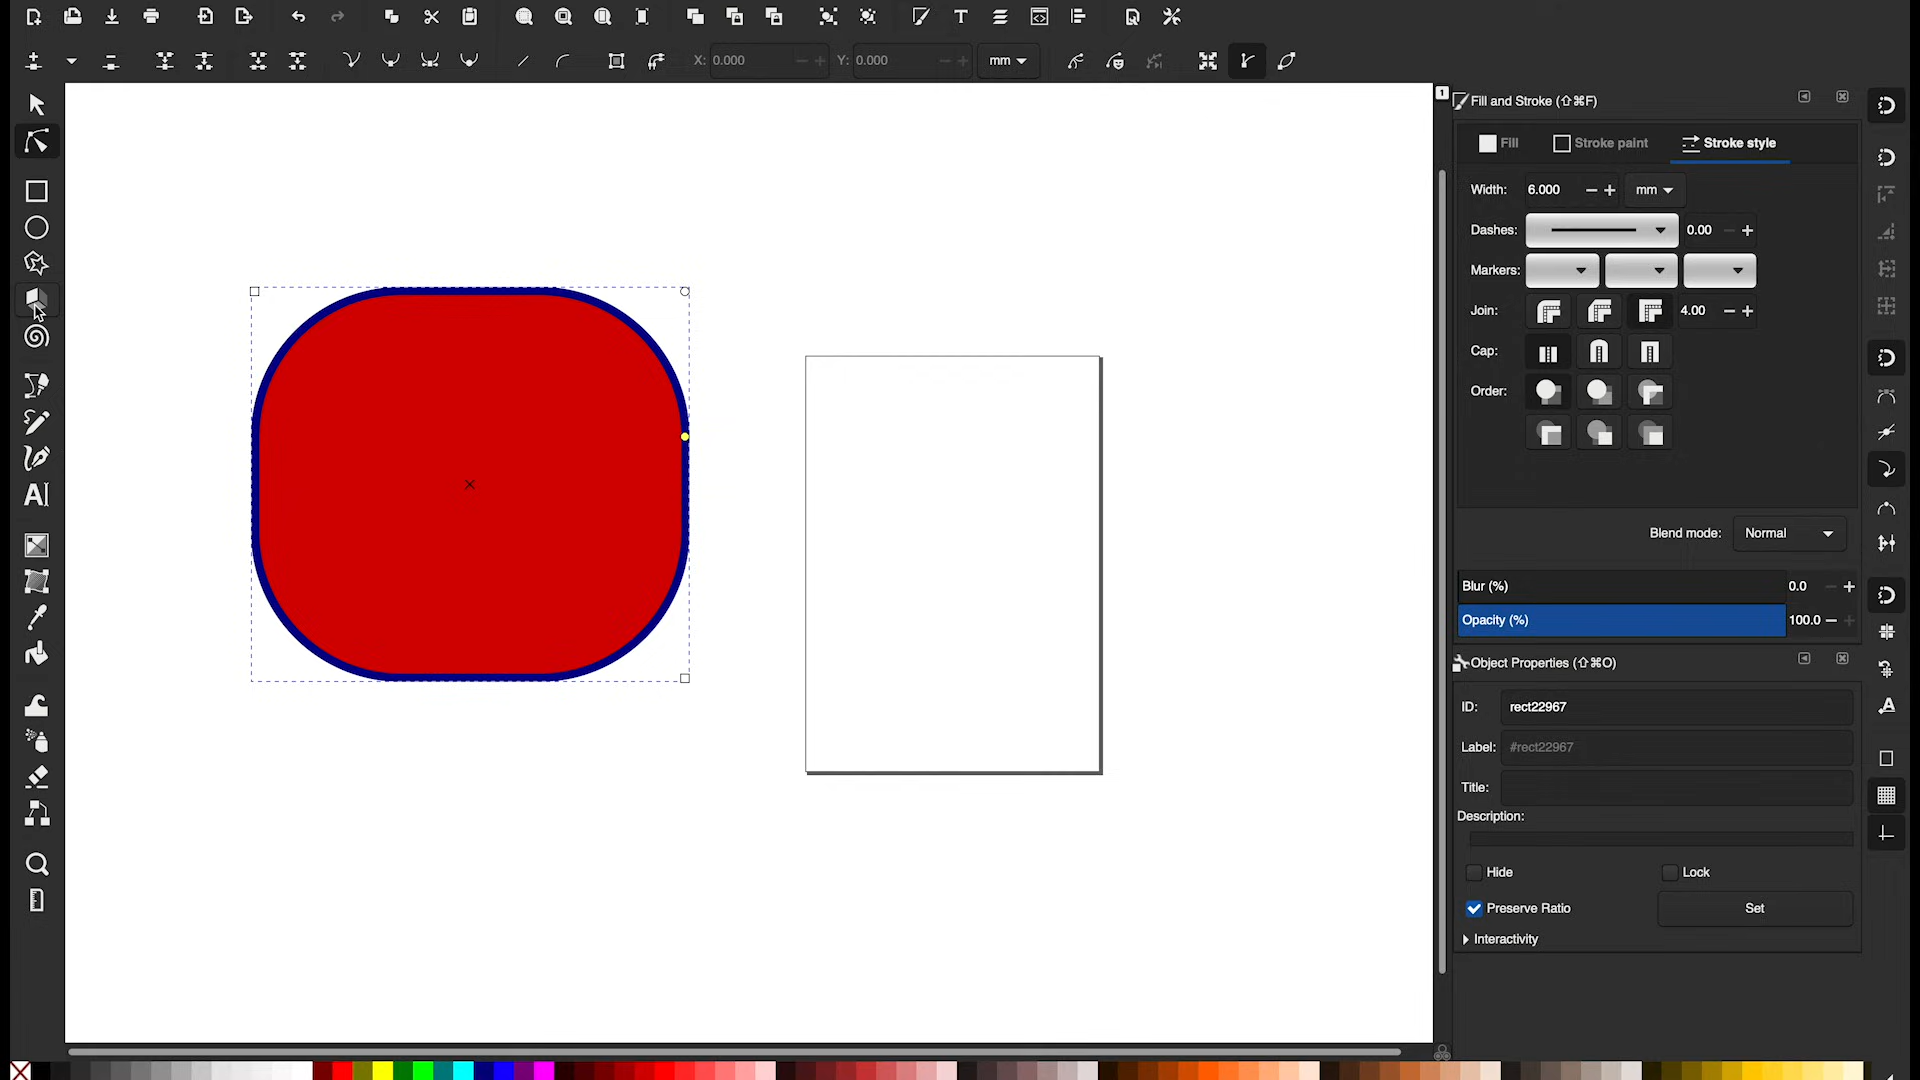 X: 0.000 Y: 0.000 mm
1
Fill and Stroke (⇧⌘F)
Fill Stroke paint Stroke style
Width: 6.000 mm
Dashes: 0.00
Markers:
Join: 4.00
Cap:
Order:
Blend mode: Normal
Blur (%) 0.0
Opacity (%) 100.0
Object Properties (⇧⌘O)
ID: rect22967
Label: #rect22967
Title:
Description:
Hide Lock
Preserve Ratio Set
Interactivity